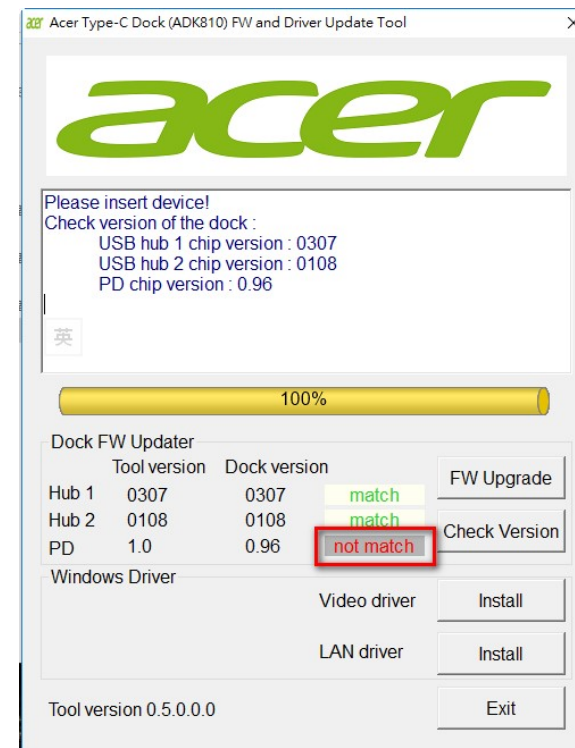 acer Acer Type-C Dock (ADK810) FW and Driver Update Tool
acer
Please insert device!
Check version of the dock :
USB hub 1 chip version : 0307
USB hub 2 chip version : 0108
PD chip version : 0.96
英
100%
Dock FW Updater
Tool version Dock version
Hub 1 0307 0307 match
FW Upgrade
Hub 2 0108 0108 match
Check Version
PD 1.0 0.96 not match
Windows Driver
Video driver Install
LAN driver Install
Tool version 0.5.0.0.0 Exit